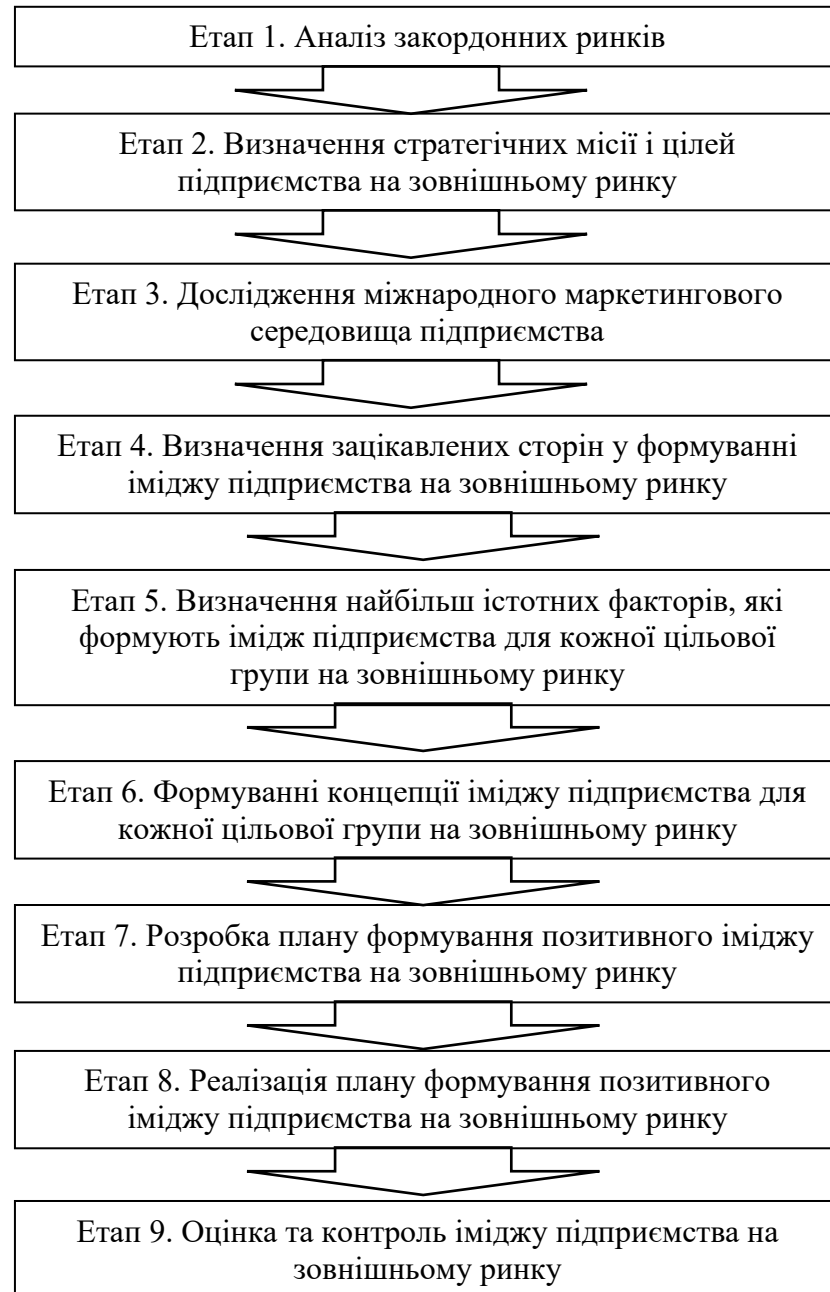 Етап 1. Аналіз закордонних ринків
Етап 2. Визначення стратегічних місії і цілей
підприємства на зовнішньому ринку
Етап 3. Дослідження міжнародного маркетингового
середовища підприємства
Етап 4. Визначення зацікавлених сторін у формуванні
іміджу підприємства на зовнішньому ринку
Етап 5. Визначення найбільш істотних факторів, які
формують імідж підприємства для кожної цільової
групи на зовнішньому ринку
Етап 6. Формуванні концепції іміджу підприємства для
кожної цільової групи на зовнішньому ринку
Етап 7. Розробка плану формування позитивного іміджу
підприємства на зовнішньому ринку
Етап 8. Реалізація плану формування позитивного
іміджу підприємства на зовнішньому ринку
Етап 9. Оцінка та контроль іміджу підприємства на
зовнішньому ринку